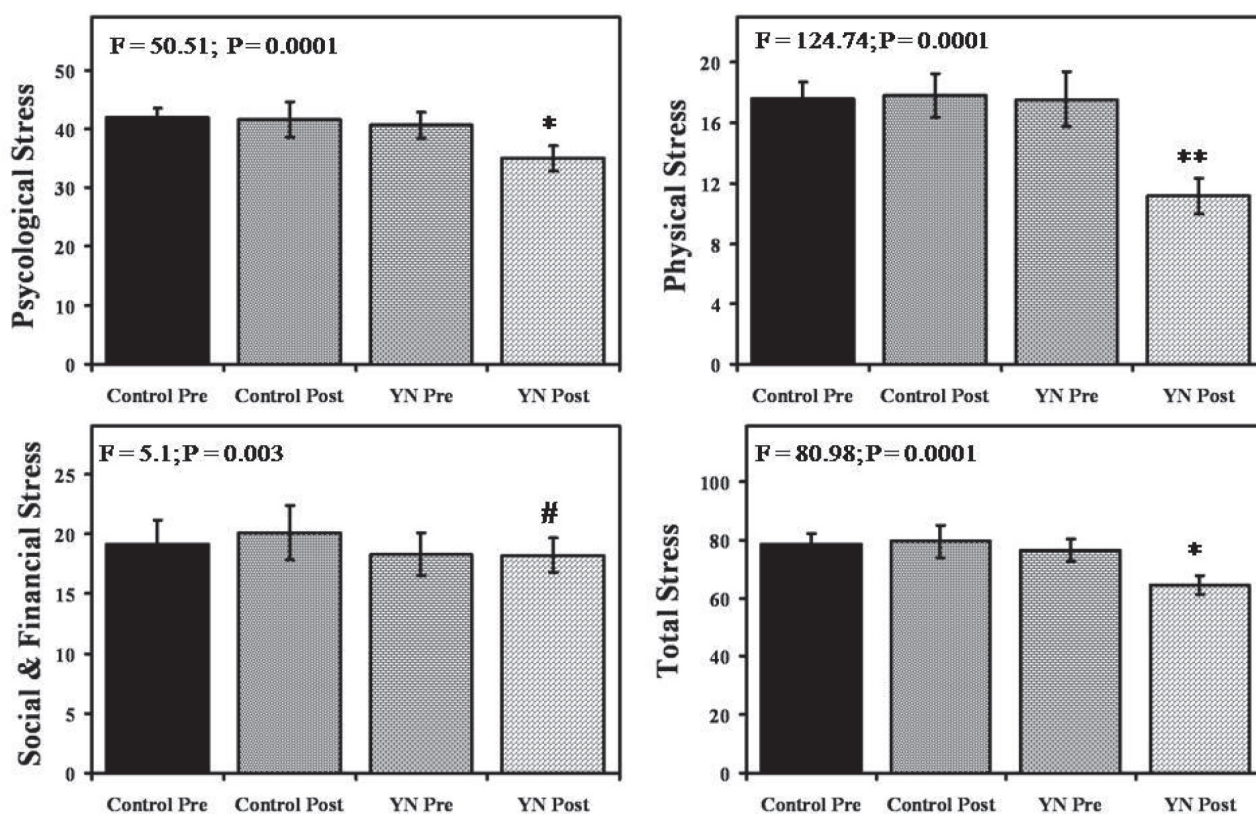 F = 50.51; P = 0.0001
Psycological Stress
50
40
30
20
10
0
*
Control Pre Control Post YN Pre YN Post
F = 124.74;P = 0.0001
Physical Stress
20
16
12
8
4
0
**
Control Pre Control Post YN Pre YN Post
F = 5.1;P = 0.003
Social & Financial Stress
25
20
15
10
5
0
#
Control Pre Control Post YN Pre YN Post
F = 80.98;P = 0.0001
Total Stress
100
80
60
40
20
0
*
Control Pre Control Post YN Pre YN Post